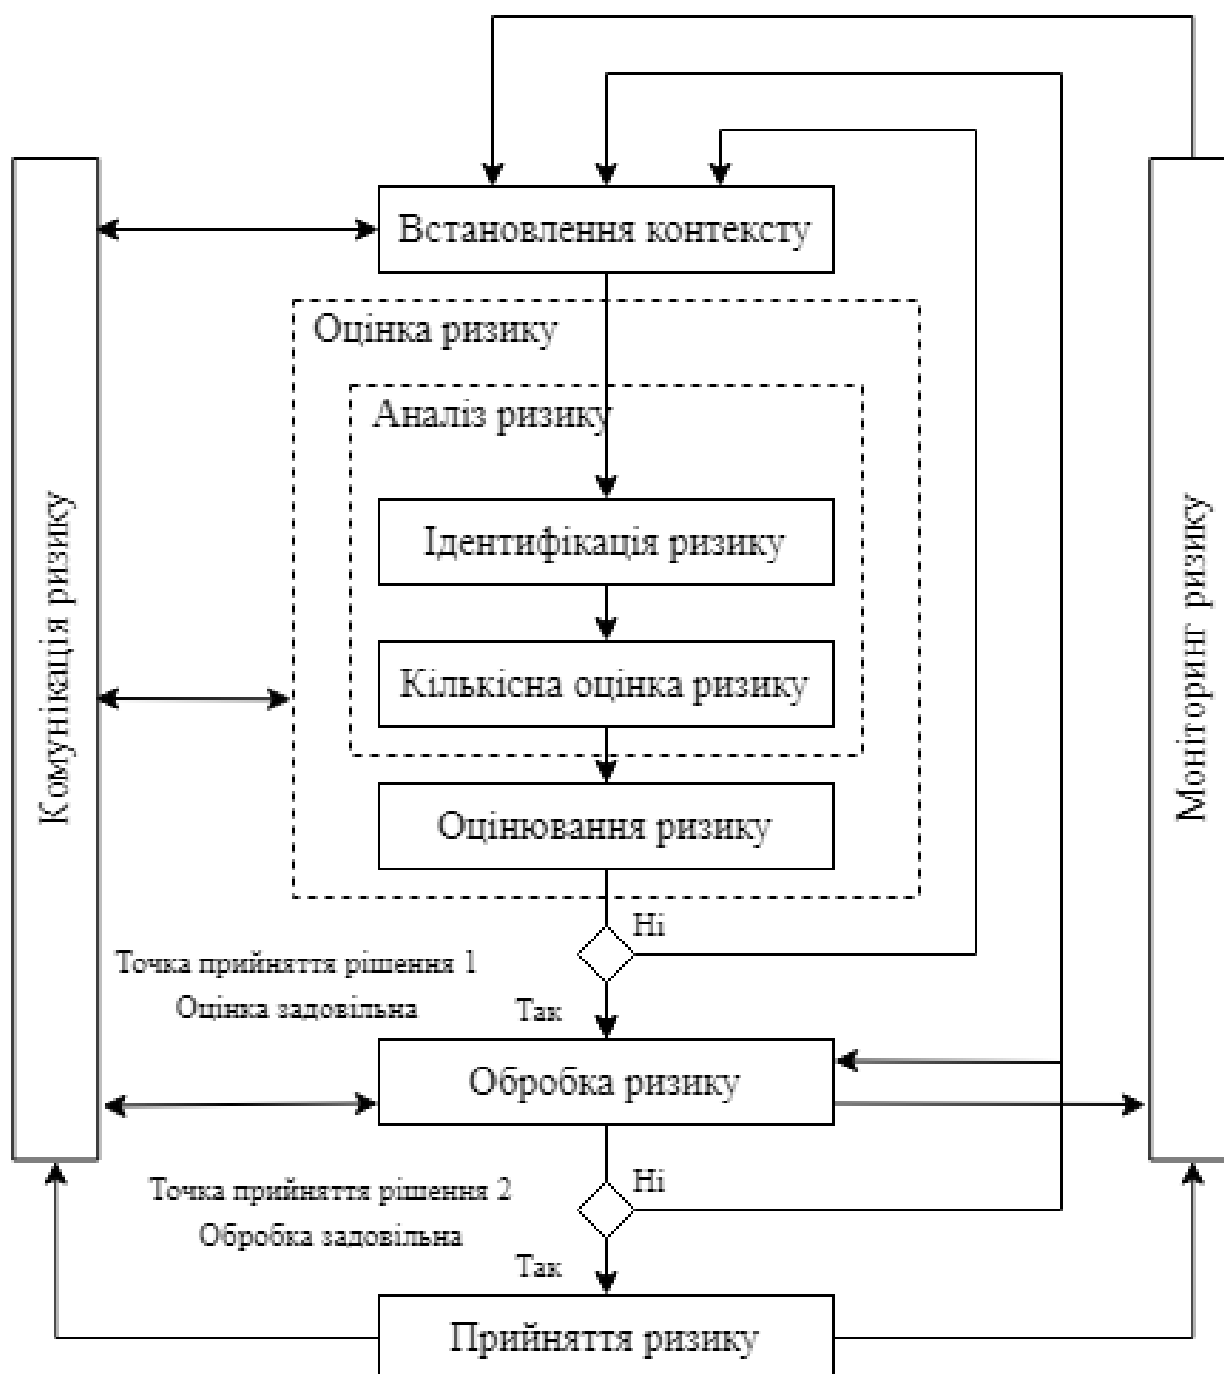 Встановлення контексту
Оцінка ризику
Аналіз ризику
Ідентифікація ризику
Кількісна оцінка ризику
Оцінювання ризику
Комунікація ризику
Моніторинг ризику
Ні
Точка прийняття рішення 1
Оцінка задовільна
Так
Обробка ризику
Ні
Точка прийняття рішення 2
Обробка задовільна
Так
Прийняття ризику